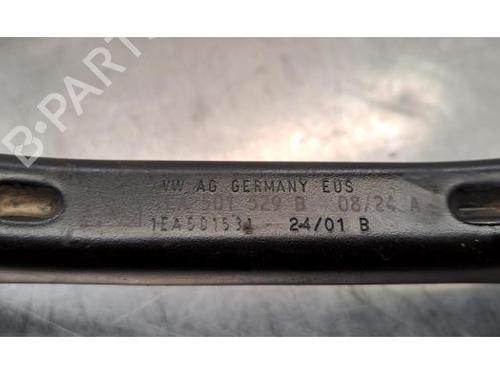 VW AG GERMANY EUS
501 529 B 08/24 A
1EA501531 - 24/01 B
B-PARTS